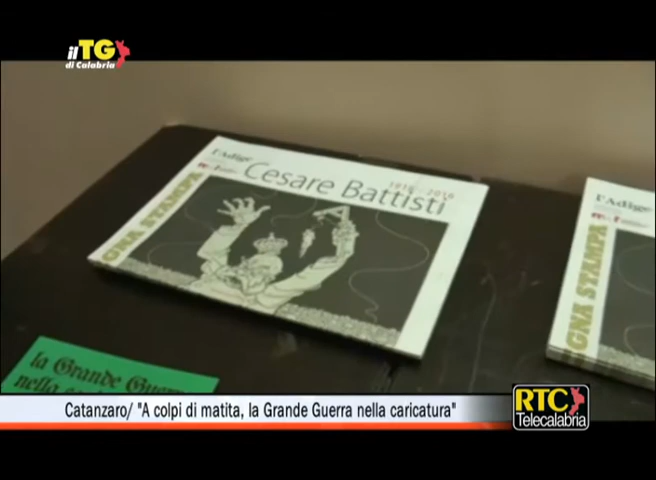 il TG
di Calabria
l'Adige
Cesare Battisti
1916 - 2016
GNA STAMPA
l'Adige
GNA STAMPA
la Grande Guerra
nella
Catanzaro/ "A colpi di matita, la Grande Guerra nella caricatura"
RTC
Telecalabria